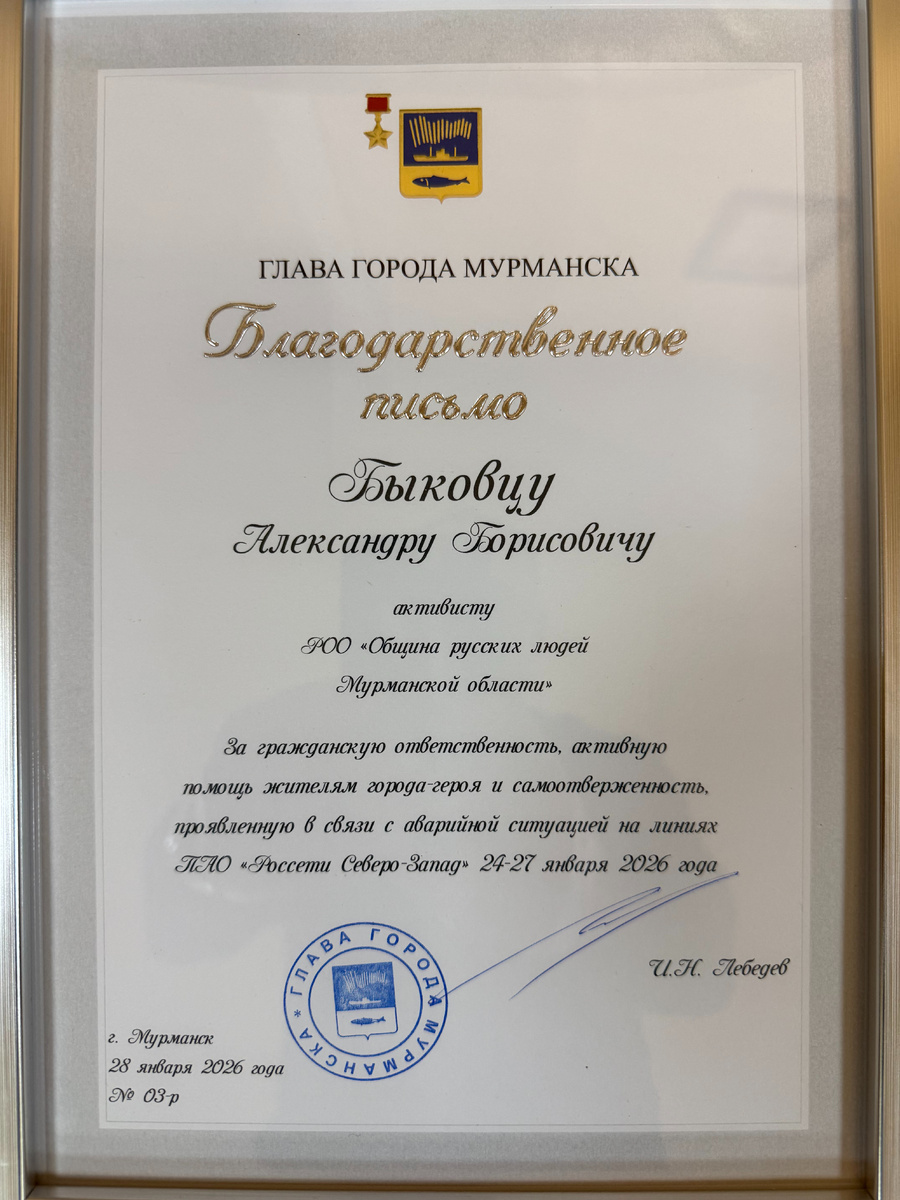 ГЛАВА ГОРОДА МУРМАНСКА
Благодарственное
письмо
Быковцу
Александру Борисовичу
активисту
РОО «Община русских людей
Мурманской области»
За гражданскую ответственность, активную
помощь жителям города-героя и самоотверженность,
проявленную в связи с аварийной ситуацией на линиях
ПАО «Россети Северо-Запад» 24-27 января 2026 года
И.Н. Лебедев
* ГЛАВА ГОРОДА МУРМАНСКА
г. Мурманск
28 января 2026 года
№ 03-р